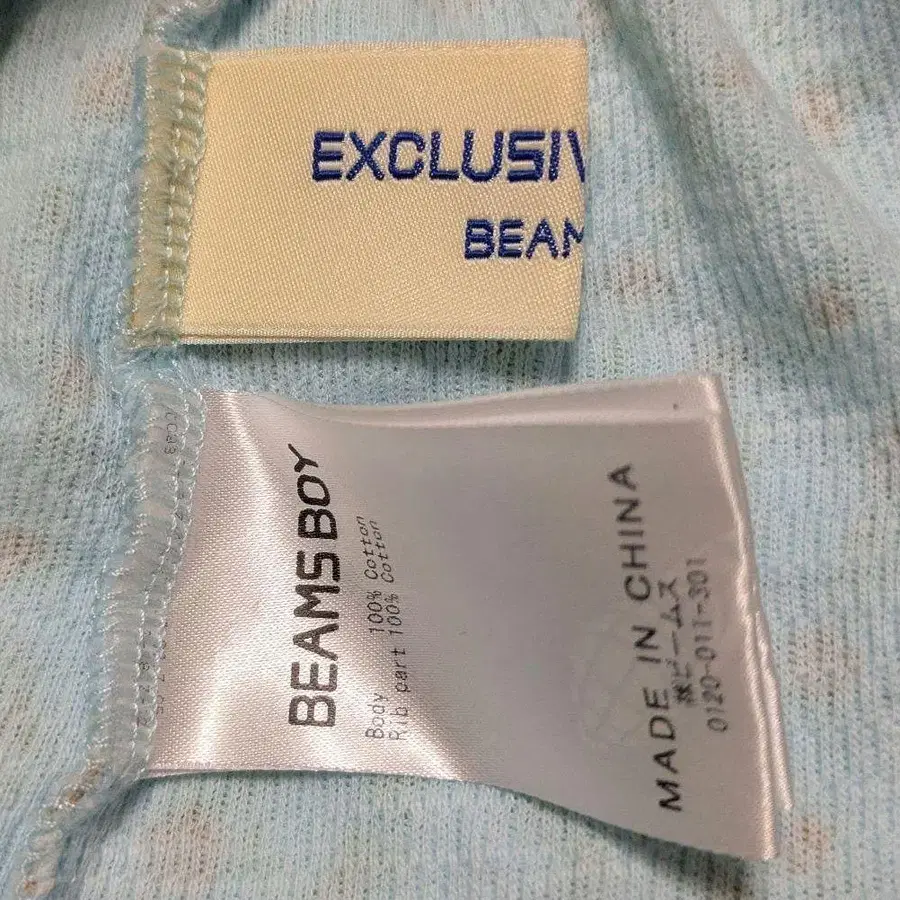 EXCLUSIV
BEAM
BEAMS BOY
Body 100% Cotton
Rib part 100% Cotton
MADE IN CHINA
㈱ビームス
0120-011-301